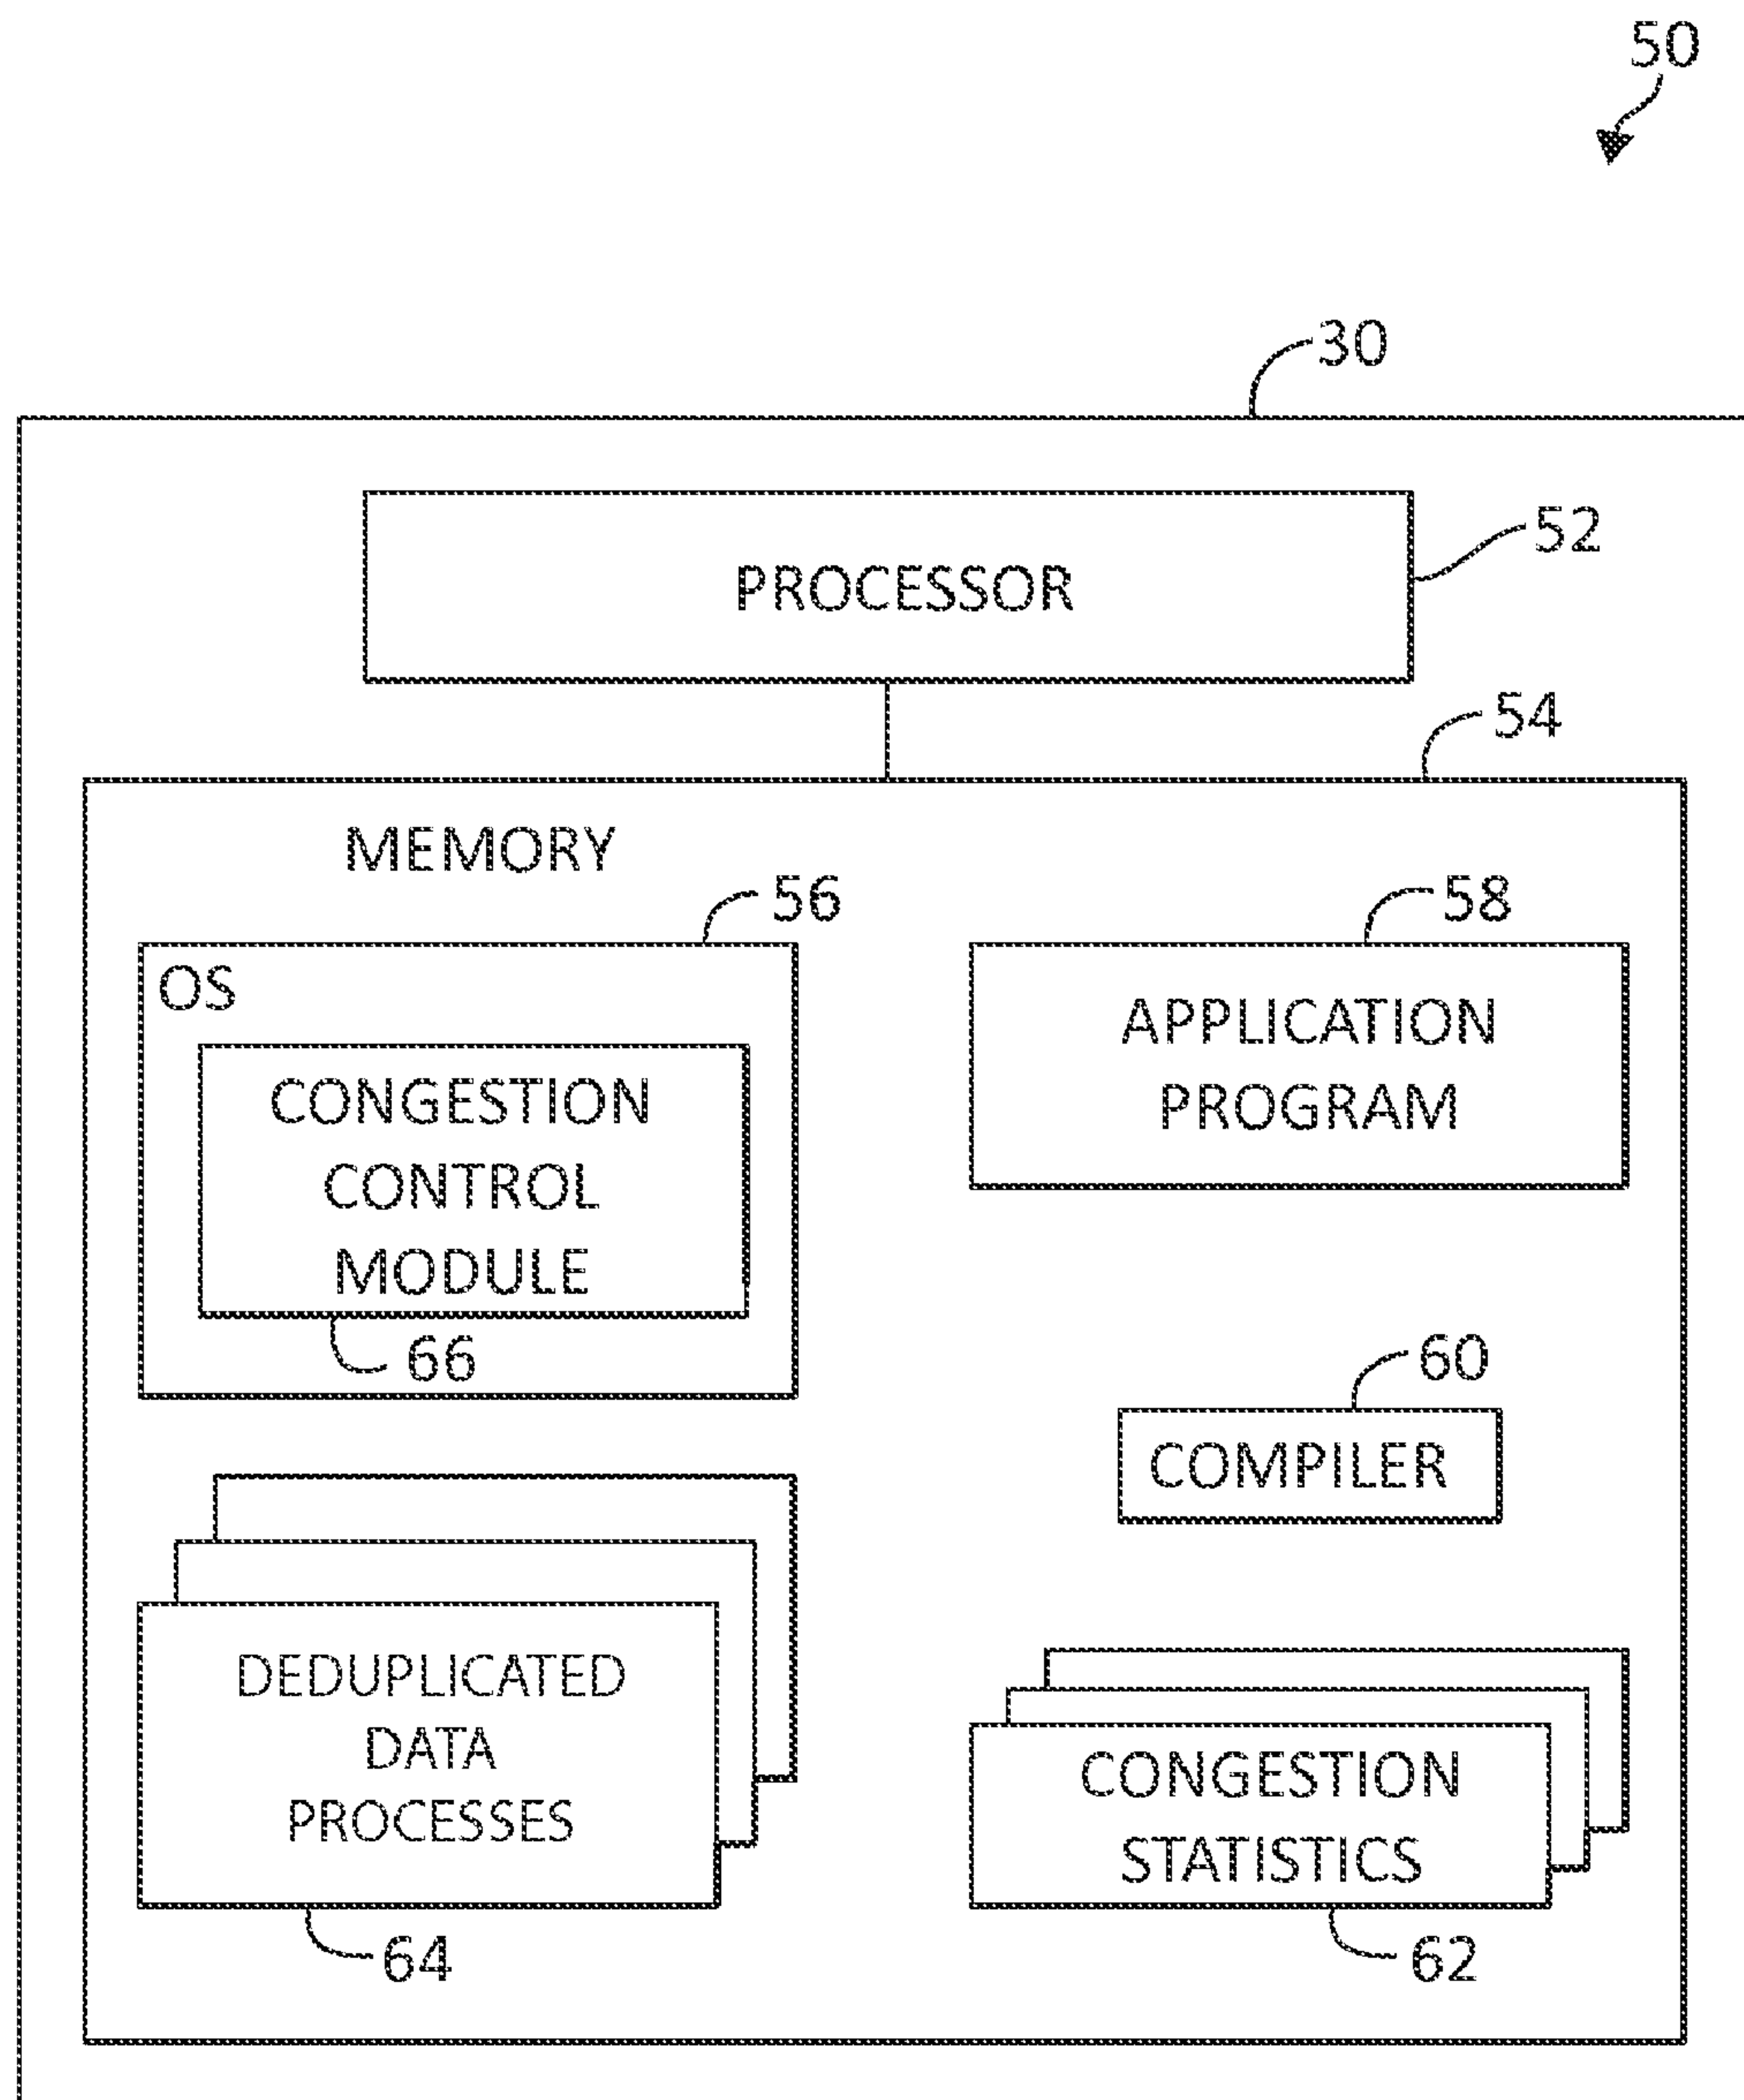 50
30
PROCESSOR
52
54
MEMORY
56
58
OS
APPLICATION
PROGRAM
CONGESTION
CONTROL
MODULE
66
60
COMPILER
DEDUPLICATED
DATA
PROCESSES
64
CONGESTION
STATISTICS
62